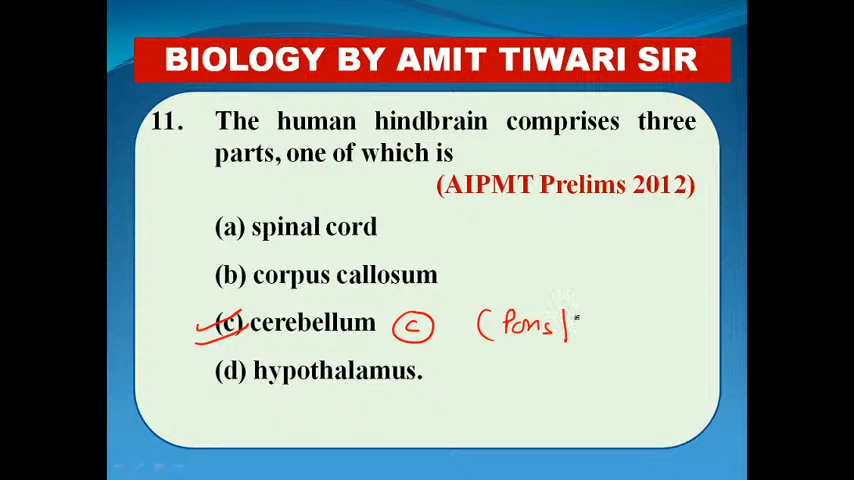 BIOLOGY BY AMIT TIWARI SIR
11. The human hindbrain comprises three
parts, one of which is
(AIPMT Prelims 2012)
(a) spinal cord
(b) corpus callosum
(c) cerebellum C (Pons)
(d) hypothalamus.